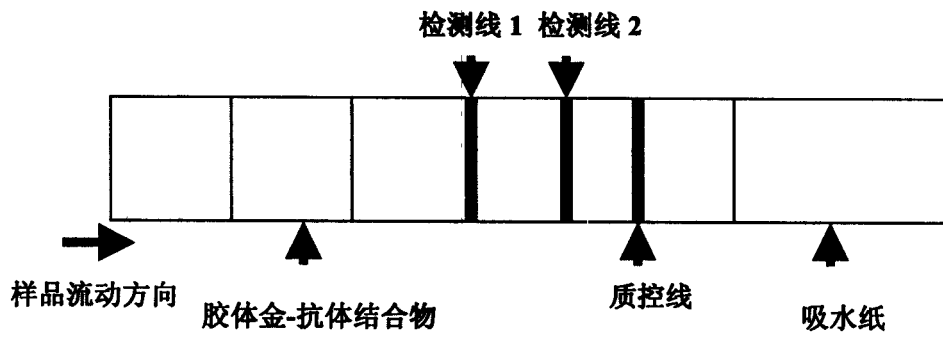 检测线 1 检测线 2
样品流动方向
胶体金-抗体结合物
质控线
吸水纸